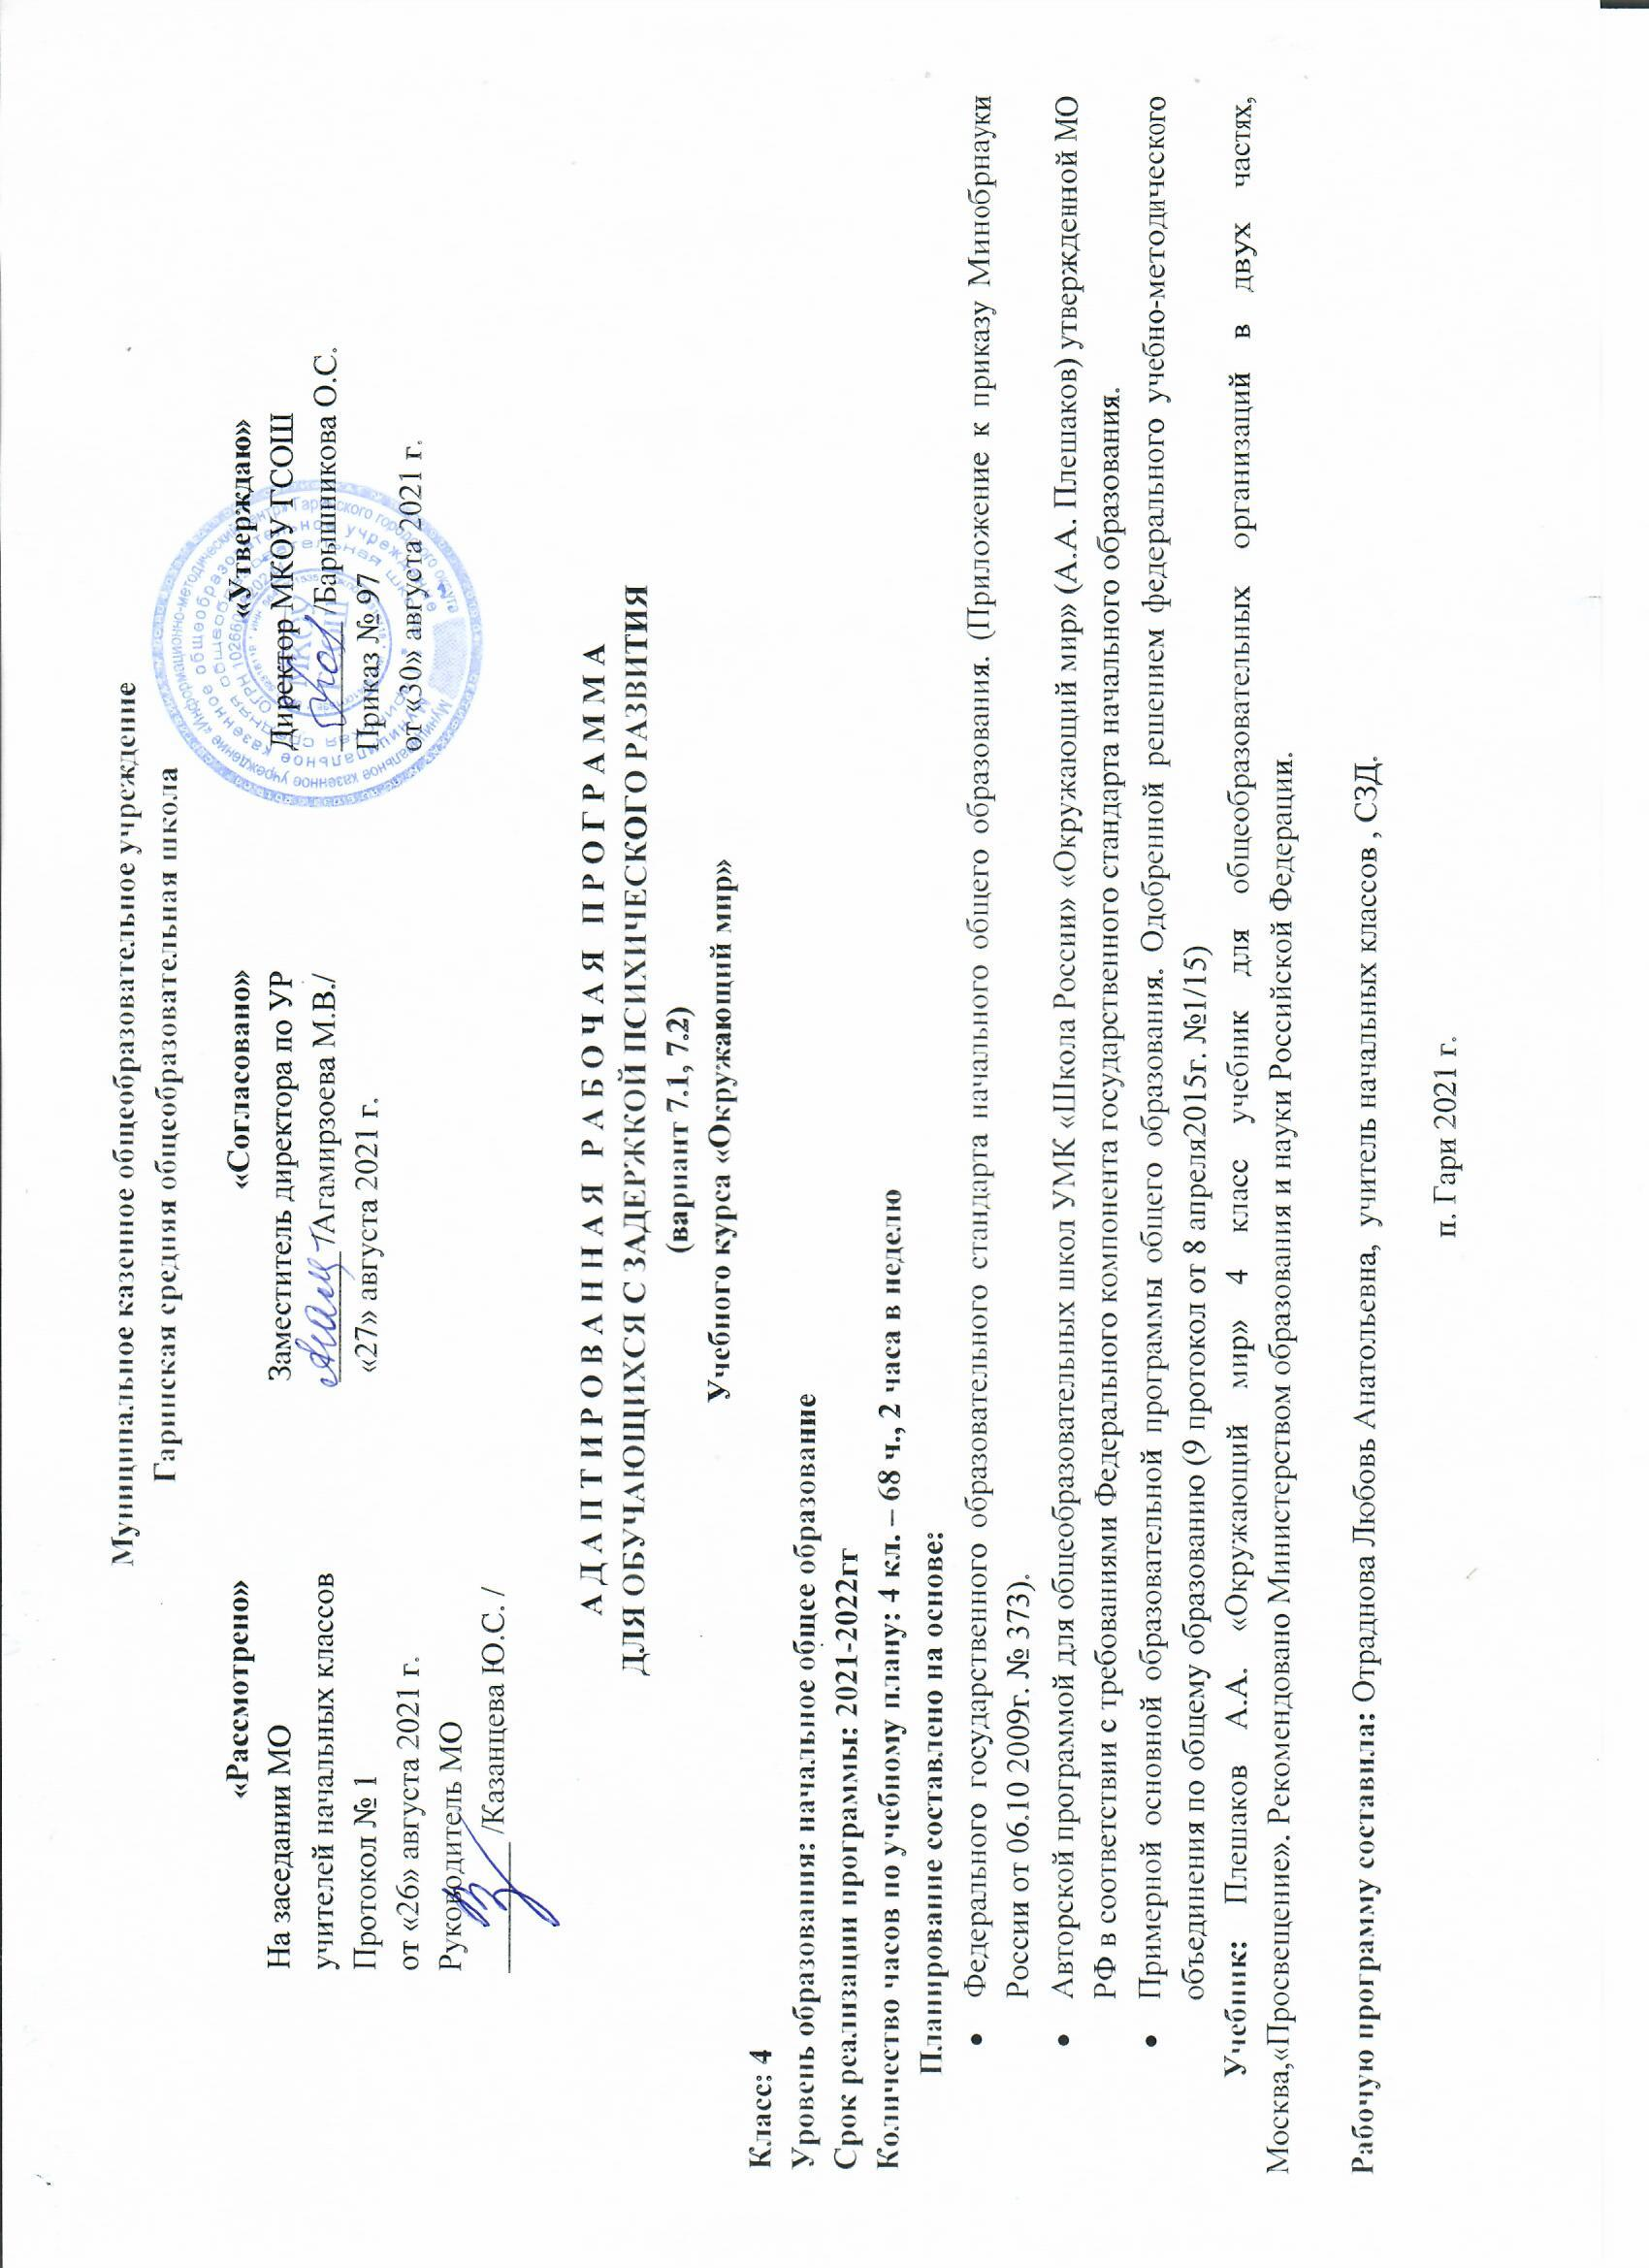 Муниципальное казенное общеобразовательное учреждение
Гаринская средняя общеобразовательная школа
«Рассмотрено»
На заседании МО
учителей начальных классов
Протокол № 1
от «26» августа 2021 г.
Руководитель МО
/Казанцева Ю.С. /
«Согласовано»
Заместитель директора по УР
/Агамирзоева М.В./
«27» августа 2021 г.
«Утверждаю»
Директор МКОУ ГСОШ
/Барышникова О.С.
Приказ № 97
от «30» августа 2021 г.
А Д А П Т И Р О В А Н Н А Я Р А Б О Ч А Я П Р О Г Р А М М А
ДЛЯ ОБУЧАЮЩИХСЯ С ЗАДЕРЖКОЙ ПСИХИЧЕСКОГО РАЗВИТИЯ
(вариант 7.1, 7.2)
Учебного курса «Окружающий мир»
Класс: 4
Уровень образования: начальное общее образование
Срок реализации программы: 2021-2022гг
Количество часов по учебному плану: 4 кл. – 68 ч., 2 часа в неделю
Планирование составлено на основе:
• Федерального государственного образовательного стандарта начального общего образования. (Приложение к приказу Минобрнауки
России от 06.10 2009г. № 373).
• Авторской программой для общеобразовательных школ УМК «Школа России» «Окружающий мир» (А.А. Плешаков) утвержденной МО
РФ в соответствии с требованиями Федерального компонента государственного стандарта начального образования.
• Примерной основной образовательной программы общего образования. Одобренной решением федерального учебно-методического
объединения по общему образованию (9 протокол от 8 апреля2015г. №1/15)
Учебник: Плешаков А.А. «Окружающий мир» 4 класс учебник для общеобразовательных организаций в двух частях,
Москва,«Просвещение». Рекомендовано Министерством образования и науки Российской Федерации.
Рабочую программу составила: Отраднова Любовь Анатольевна, учитель начальных классов , СЗД.
п. Гари 2021 г.